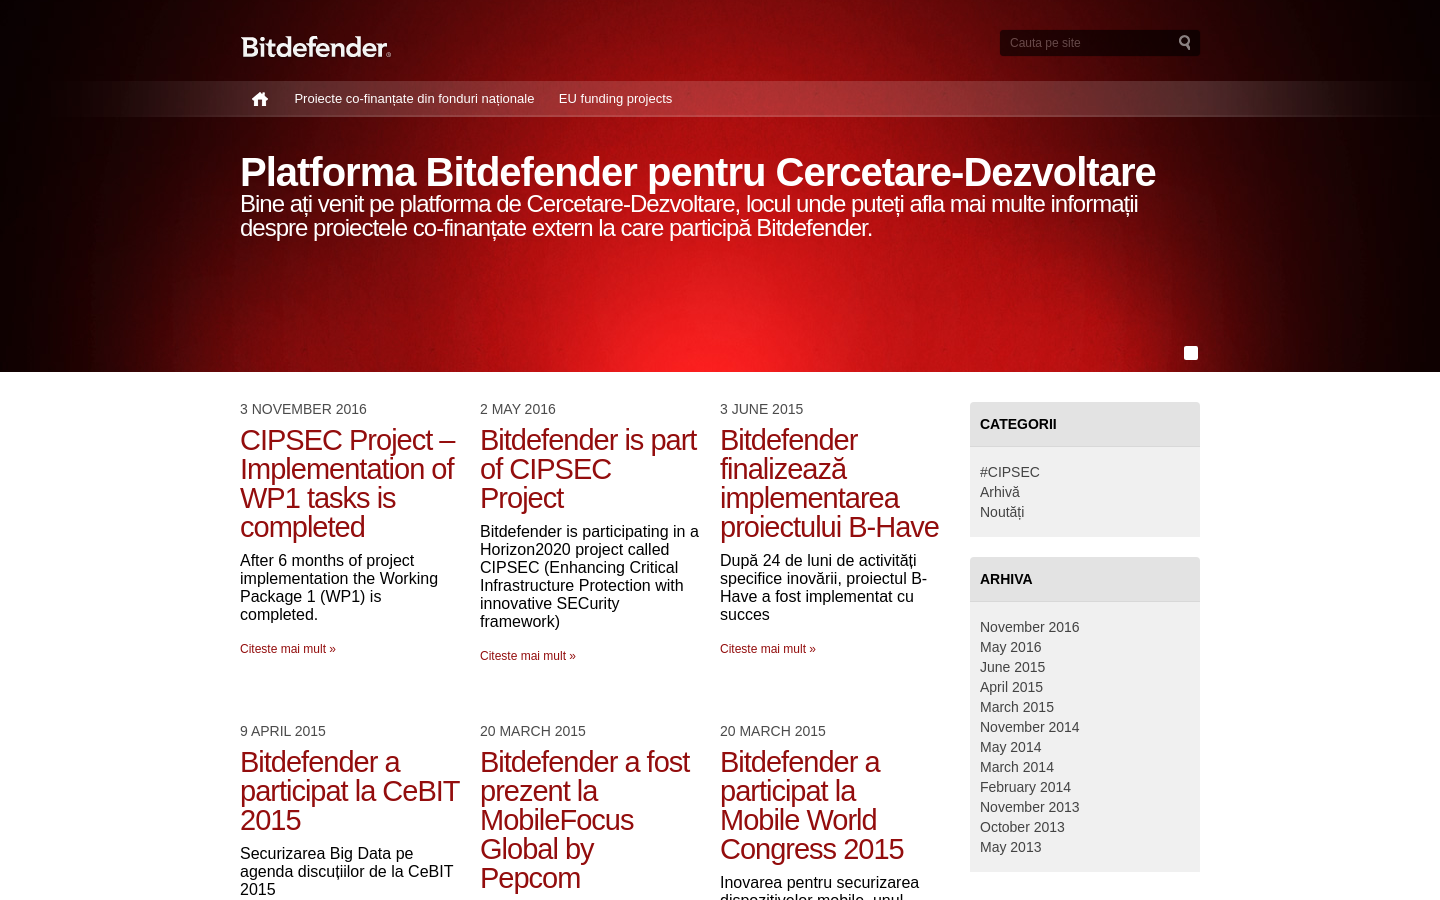 Bitdefender®
Cauta pe site
Proiecte co-finanțate din fonduri naționale
EU funding projects
Platforma Bitdefender pentru Cercetare-Dezvoltare
Bine ați venit pe platforma de Cercetare-Dezvoltare, locul unde puteți afla mai multe informații
despre proiectele co-finanțate extern la care participă Bitdefender.
3 NOVEMBER 2016
CIPSEC Project –
Implementation of
WP1 tasks is
completed
After 6 months of project
implementation the Working
Package 1 (WP1) is
completed.
Citeste mai mult »
2 MAY 2016
Bitdefender is part
of CIPSEC
Project
Bitdefender is participating in a
Horizon2020 project called
CIPSEC (Enhancing Critical
Infrastructure Protection with
innovative SECurity
framework)
Citeste mai mult »
3 JUNE 2015
Bitdefender
finalizează
implementarea
proiectului B-Have
După 24 de luni de activități
specifice inovării, proiectul B-
Have a fost implementat cu
succes
Citeste mai mult »
9 APRIL 2015
Bitdefender a
participat la CeBIT
2015
Securizarea Big Data pe
agenda discuțiilor de la CeBIT
2015
20 MARCH 2015
Bitdefender a fost
prezent la
MobileFocus
Global by
Pepcom
20 MARCH 2015
Bitdefender a
participat la
Mobile World
Congress 2015
Inovarea pentru securizarea
dispozitivelor mobile, unul
CATEGORII
#CIPSEC
Arhivă
Noutăți
ARHIVA
November 2016
May 2016
June 2015
April 2015
March 2015
November 2014
May 2014
March 2014
February 2014
November 2013
October 2013
May 2013